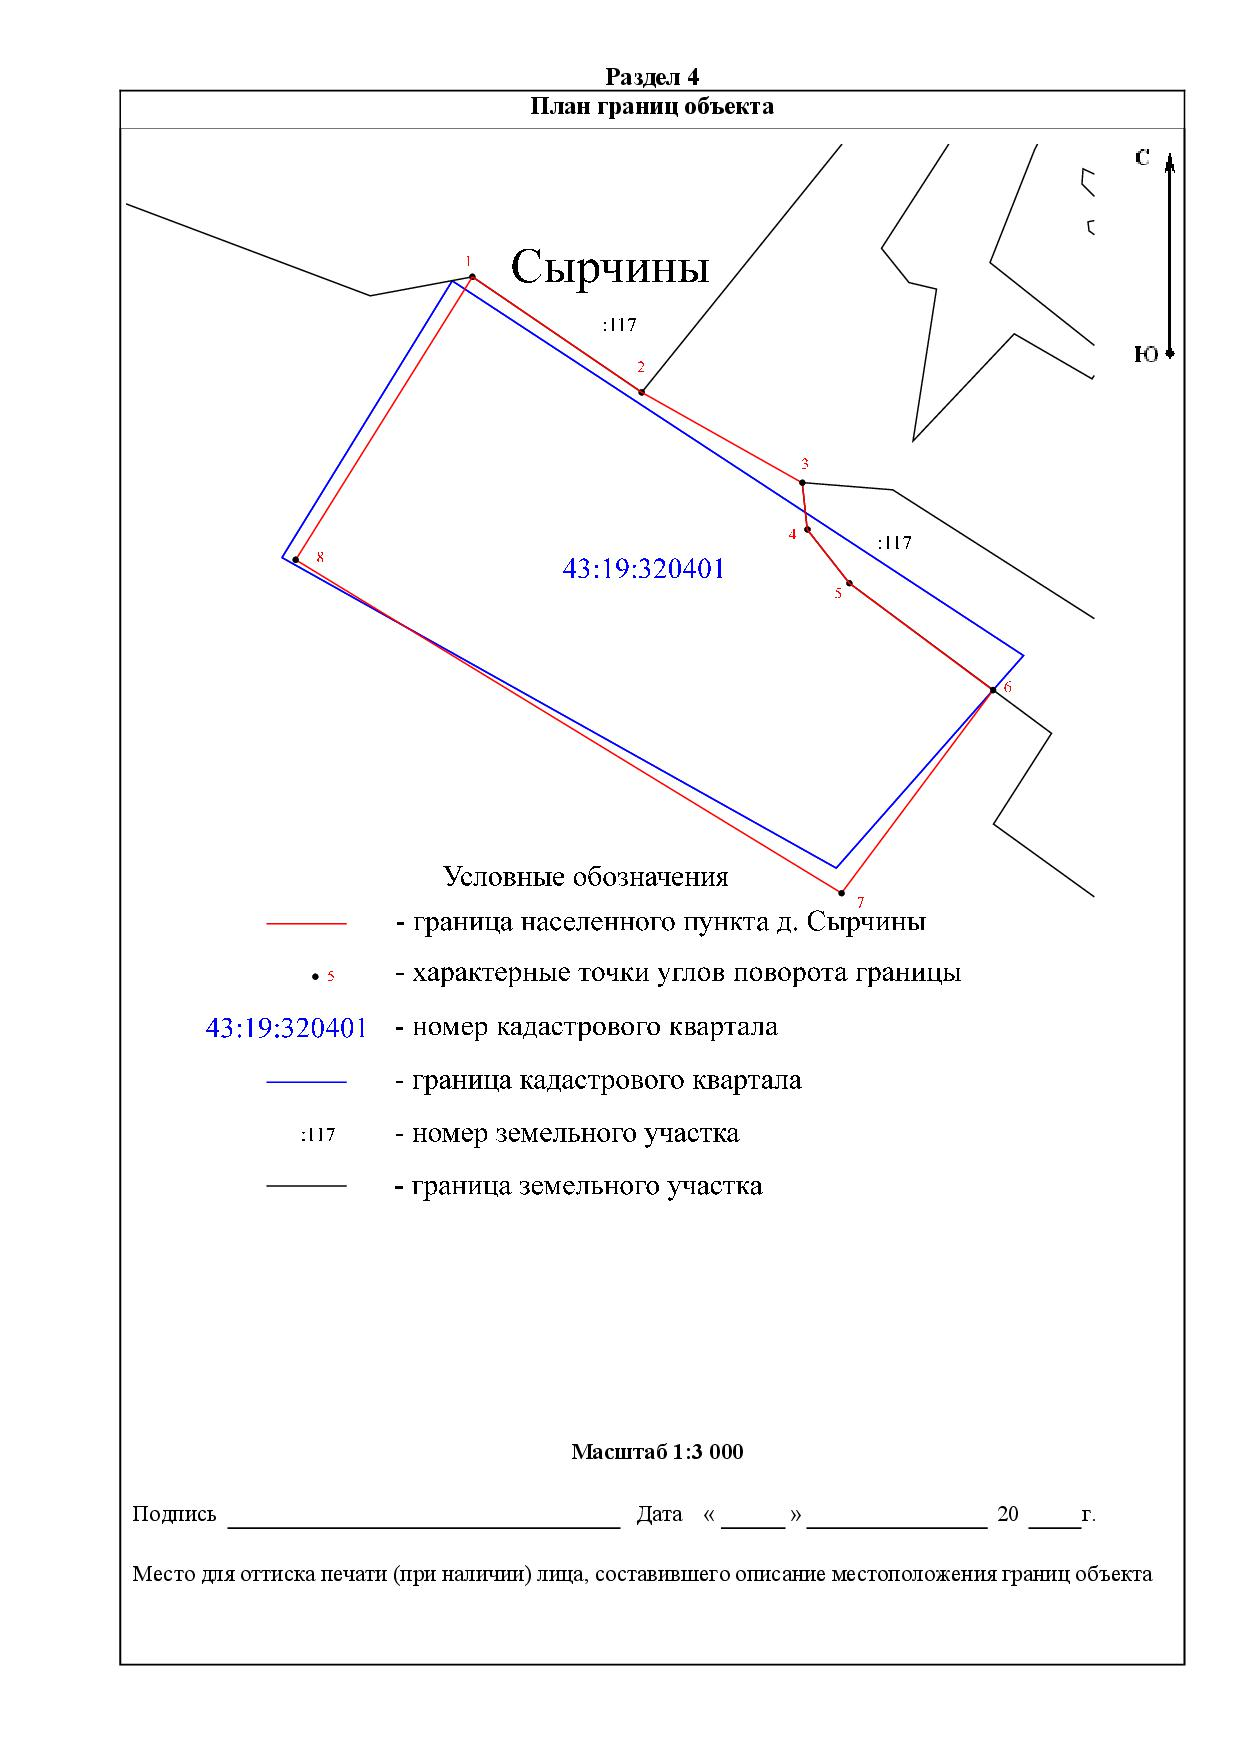 Раздел 4
План границ объекта
С
Ю
1
Сырчины
:117
2
3
4
:117
8
43:19:320401
5
6
7
Условные обозначения
- граница населенного пункта д. Сырчины
5 - характерные точки углов поворота границы
43:19:320401 - номер кадастрового квартала
- граница кадастрового квартала
:117 - номер земельного участка
- граница земельного участка
Масштаб 1:3 000
Подпись Дата « » 20 г.
Место для оттиска печати (при наличии) лица, составившего описание местоположения границ объекта